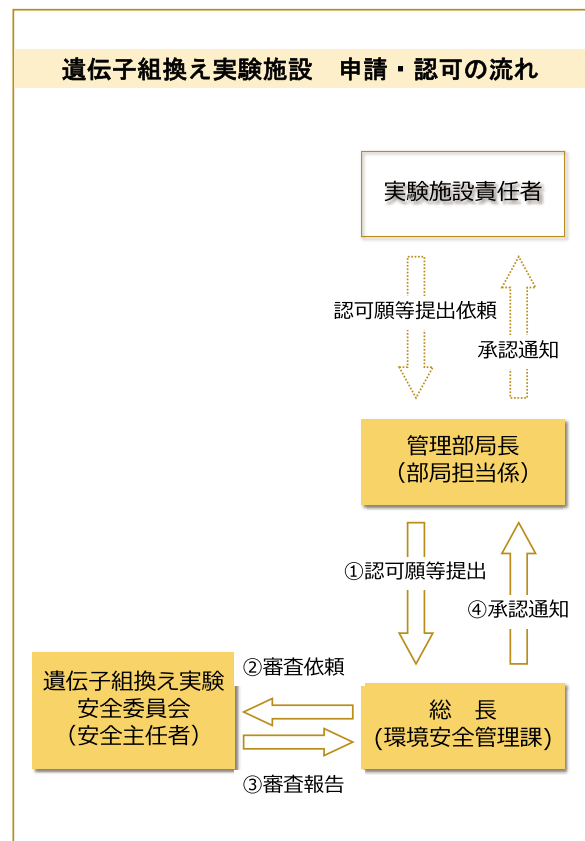 遺伝子組換え実験施設　申請・認可の流れ
実験施設責任者
認可願等提出依頼
承認通知
管理部局長
（部局担当係）
①認可願等提出
④承認通知
②審査依頼
遺伝子組換え実験
安全委員会
（安全主任者）
総　長
(環境安全管理課)
③審査報告